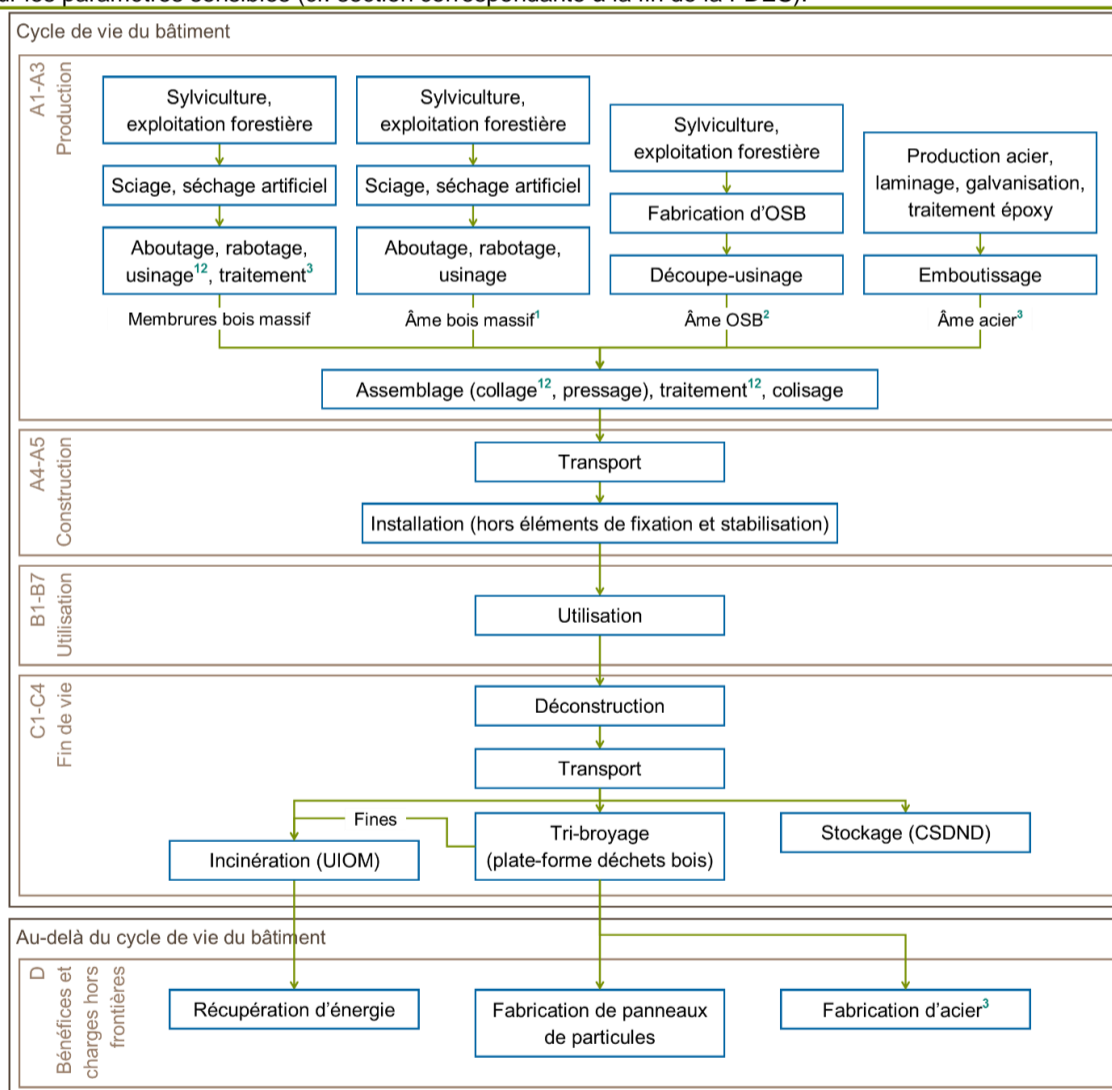 Cycle de vie du bâtiment
A1-A3
Production
Sylviculture,
exploitation forestière
Sciage, séchage artificiel
Aboutage, rabotage,
usinage¹², traitement³
Membrures bois massif
Sylviculture,
exploitation forestière
Sciage, séchage artificiel
Aboutage, rabotage,
usinage
Âme bois massif¹
Sylviculture,
exploitation forestière
Fabrication d'OSB
Découpe-usinage
Âme OSB²
Production acier,
laminage, galvanisation,
traitement époxy
Emboutissage
Âme acier³
Assemblage (collage¹², pressage), traitement¹², colisage
A4-A5
Construction
Transport
Installation (hors éléments de fixation et stabilisation)
B1-B7
Utilisation
Utilisation
C1-C4
Fin de vie
Déconstruction
Transport
Fines
Incinération (UIOM)
Tri-broyage
(plate-forme déchets bois)
Stockage (CSDND)
Au-delà du cycle de vie du bâtiment
D
Bénéfices et
charges hors
frontières
Récupération d'énergie
Fabrication de panneaux
de particules
Fabrication d'acier³